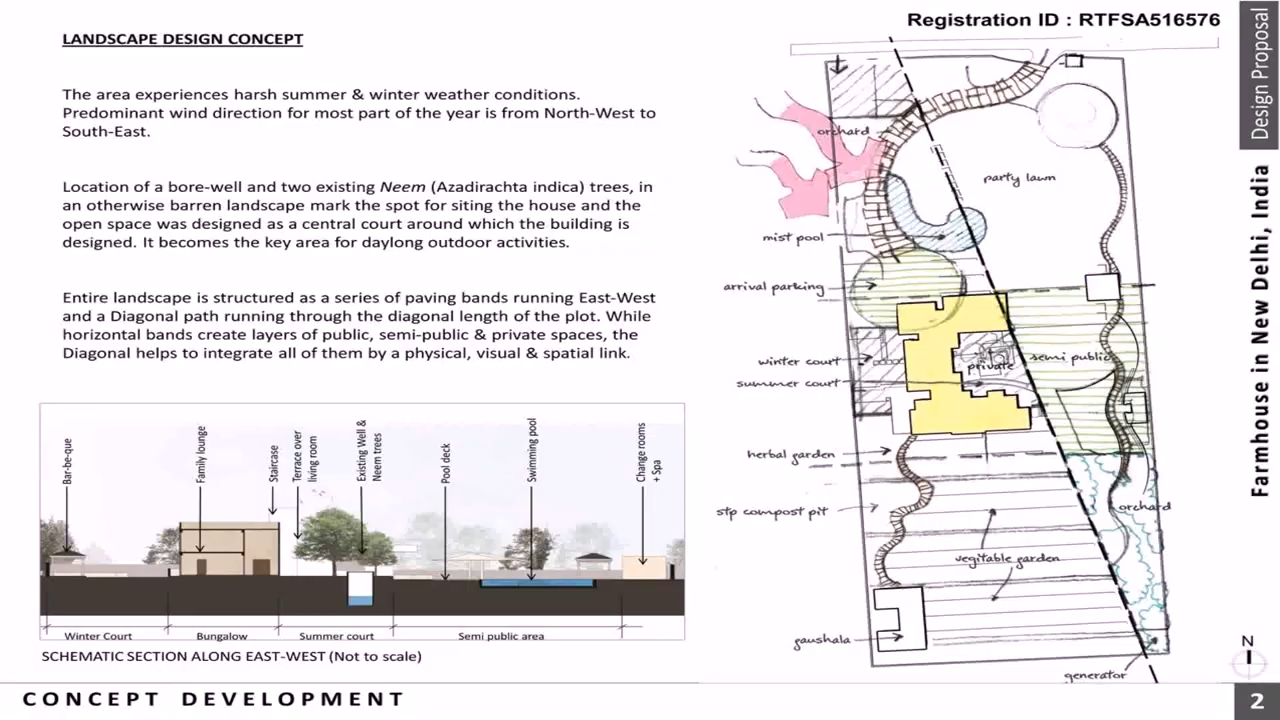 Registration ID : RTFSA516576
LANDSCAPE DESIGN CONCEPT
The area experiences harsh summer & winter weather conditions.
Predominant wind direction for most part of the year is from North-West to
South-East.
Location of a bore-well and two existing Neem (Azadirachta indica) trees, in
an otherwise barren landscape mark the spot for siting the house and the
open space was designed as a central court around which the building is
designed. It becomes the key area for daylong outdoor activities.
Entire landscape is structured as a series of paving bands running East-West
and a Diagonal path running through the diagonal length of the plot. While
horizontal bands create layers of public, semi-public & private spaces, the
Diagonal helps to integrate all of them by a physical, visual & spatial link.
Bar-be-que
Family lounge
Staircase
Terrace over
living room
Existing Well &
Neem trees
Pool deck
Swimming pool
Change rooms
+ Spa
Winter Court
Bungalow
Summer court
Semi public area
SCHEMATIC SECTION ALONG EAST-WEST (Not to scale)
orchard
party lawn
mist pool
arrival parking
winter court
private
semi public
summer court
herbal garden
stp compost pit
orchard
vegitable garden
gaushala
generator
Design Proposal
Farmhouse in New Delhi, India
N
CONCEPT DEVELOPMENT
2